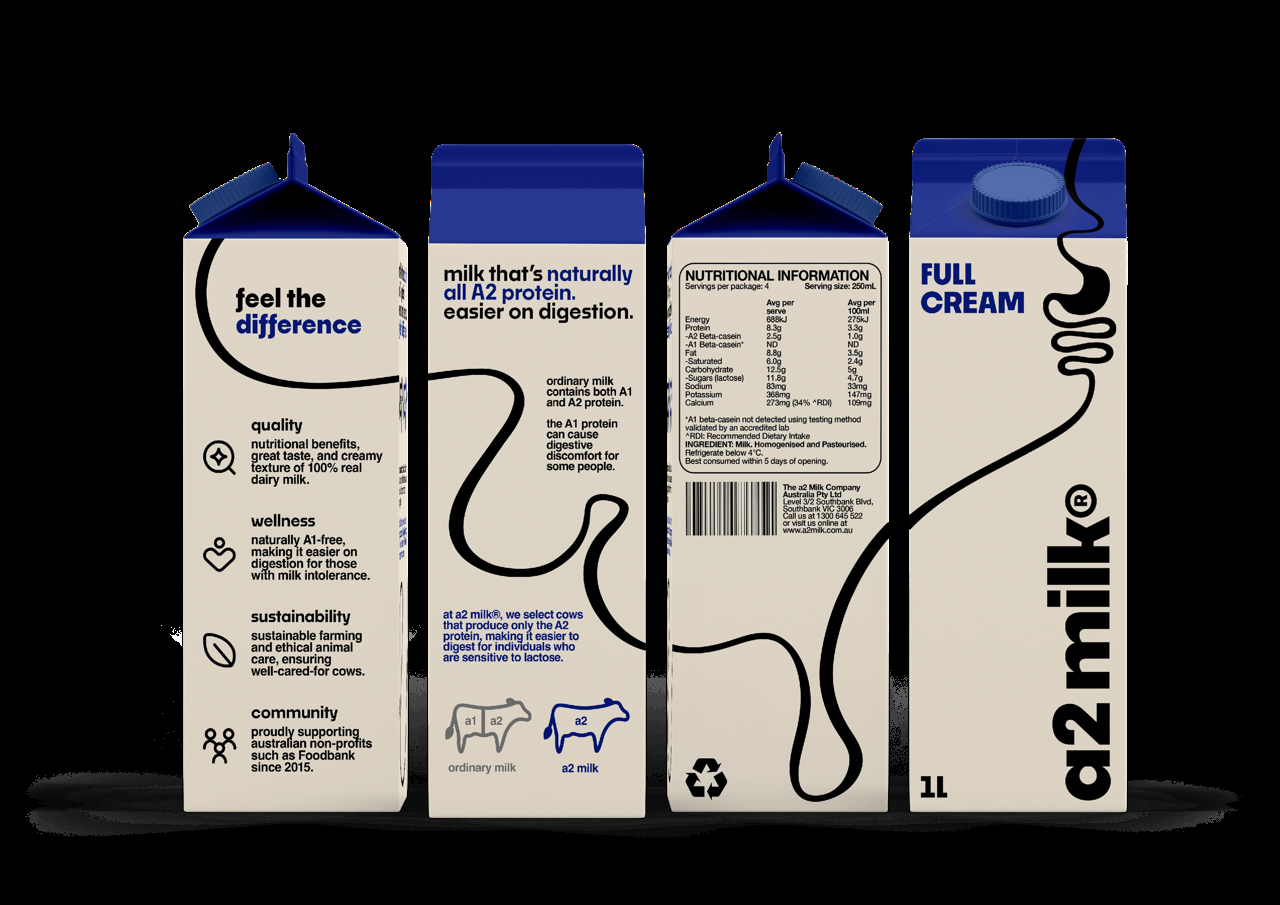 feel the
difference
quality
nutritional benefits,
great taste, and creamy
texture of 100% real
dairy milk.
wellness
naturally A1-free,
making it easier on
digestion for those
with milk intolerance.
sustainability
sustainable farming
and ethical animal
care, ensuring
well-cared-for cows.
community
proudly supporting
australian non-profits
such as Foodbank
since 2015.
milk that's naturally
all A2 protein.
easier on digestion.
ordinary milk
contains both A1
and A2 protein.
the A1 protein
can cause
digestive
discomfort for
some people.
at a2 milk®, we select cows
that produce only the A2
protein, making it easier to
digest for individuals who
are sensitive to lactose.
a1 a2
ordinary milk
a2
a2 milk
NUTRITIONAL INFORMATION
Servings per package: 4 Serving size: 250mL
Avg per Avg per
serve 100ml
Energy 688kJ 275kJ
Protein 8.3g 3.3g
-A2 Beta-casein 2.5g 1.0g
-A1 Beta-casein* ND ND
Fat 8.8g 3.5g
-Saturated 6.0g 2.4g
Carbohydrate 12.5g 5g
-Sugars (lactose) 11.8g 4.7g
Sodium 83mg 33mg
Potassium 368mg 147mg
Calcium 273mg (34% ^RDI) 109mg
*A1 beta-casein not detected using testing method
validated by an accredited lab
^RDI: Recommended Dietary Intake
INGREDIENT: Milk. Homogenised and Pasteurised.
Refrigerate below 4°C.
Best consumed within 5 days of opening.
The a2 Milk Company
Australia Pty Ltd
Level 3/2 Southbank Blvd,
Southbank VIC 3006
Call us at 1300 645 522
or visit us online at
www.a2milk.com.au
FULL
CREAM
a2 milk®
1L